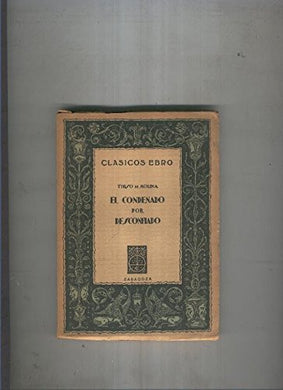 CLASICOS EBRO
TIRSO DE MOLINA
EL CONDENADO
POR
DESCONFIADO
ZARAGOZA